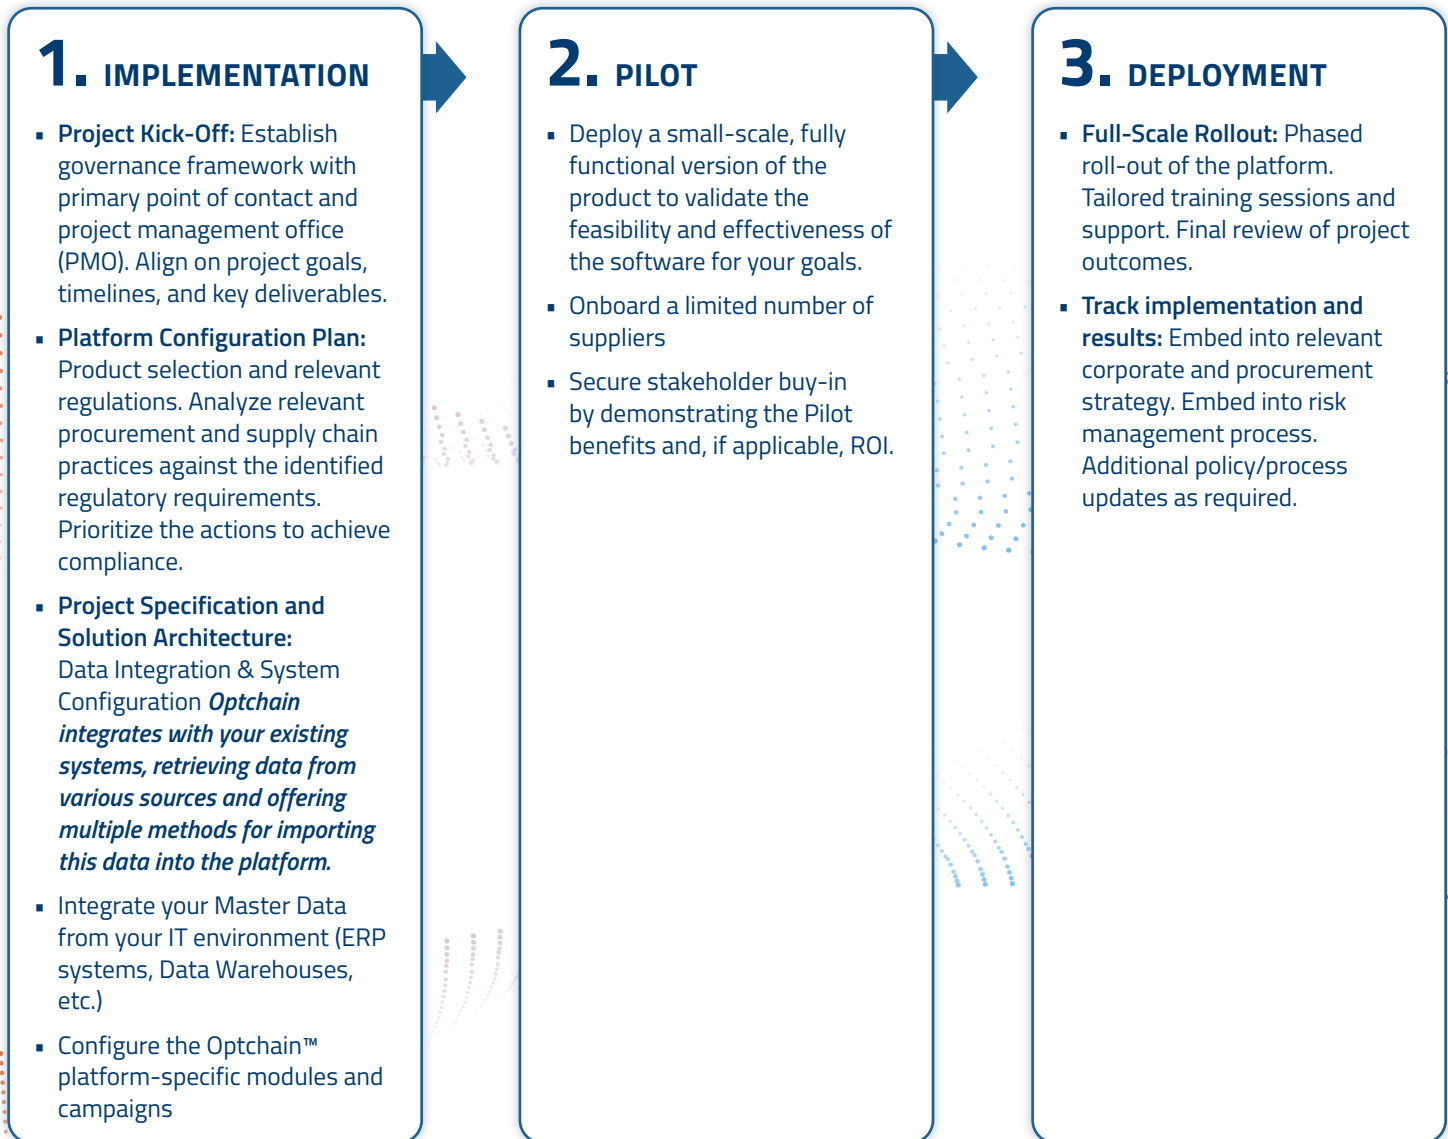 1. IMPLEMENTATION
▪ Project Kick-Off: Establish
governance framework with
primary point of contact and
project management office
(PMO). Align on project goals,
timelines, and key deliverables.
▪ Platform Configuration Plan:
Product selection and relevant
regulations. Analyze relevant
procurement and supply chain
practices against the identified
regulatory requirements.
Prioritize the actions to achieve
compliance.
▪ Project Specification and
Solution Architecture:
Data Integration & System
Configuration Optchain
integrates with your existing
systems, retrieving data from
various sources and offering
multiple methods for importing
this data into the platform.
▪ Integrate your Master Data
from your IT environment (ERP
systems, Data Warehouses,
etc.)
▪ Configure the Optchain™
platform-specific modules and
campaigns
2. PILOT
▪ Deploy a small-scale, fully
functional version of the
product to validate the
feasibility and effectiveness of
the software for your goals.
▪ Onboard a limited number of
suppliers
▪ Secure stakeholder buy-in
by demonstrating the Pilot
benefits and, if applicable, ROI.
3. DEPLOYMENT
▪ Full-Scale Rollout: Phased
roll-out of the platform.
Tailored training sessions and
support. Final review of project
outcomes.
▪ Track implementation and
results: Embed into relevant
corporate and procurement
strategy. Embed into risk
management process.
Additional policy/process
updates as required.